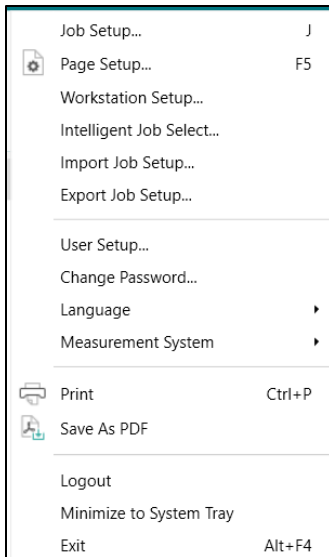 Job Setup... J
Page Setup... F5
Workstation Setup...
Intelligent Job Select...
Import Job Setup...
Export Job Setup...
User Setup...
Change Password...
Language
Measurement System
Print Ctrl+P
Save As PDF
Logout
Minimize to System Tray
Exit Alt+F4